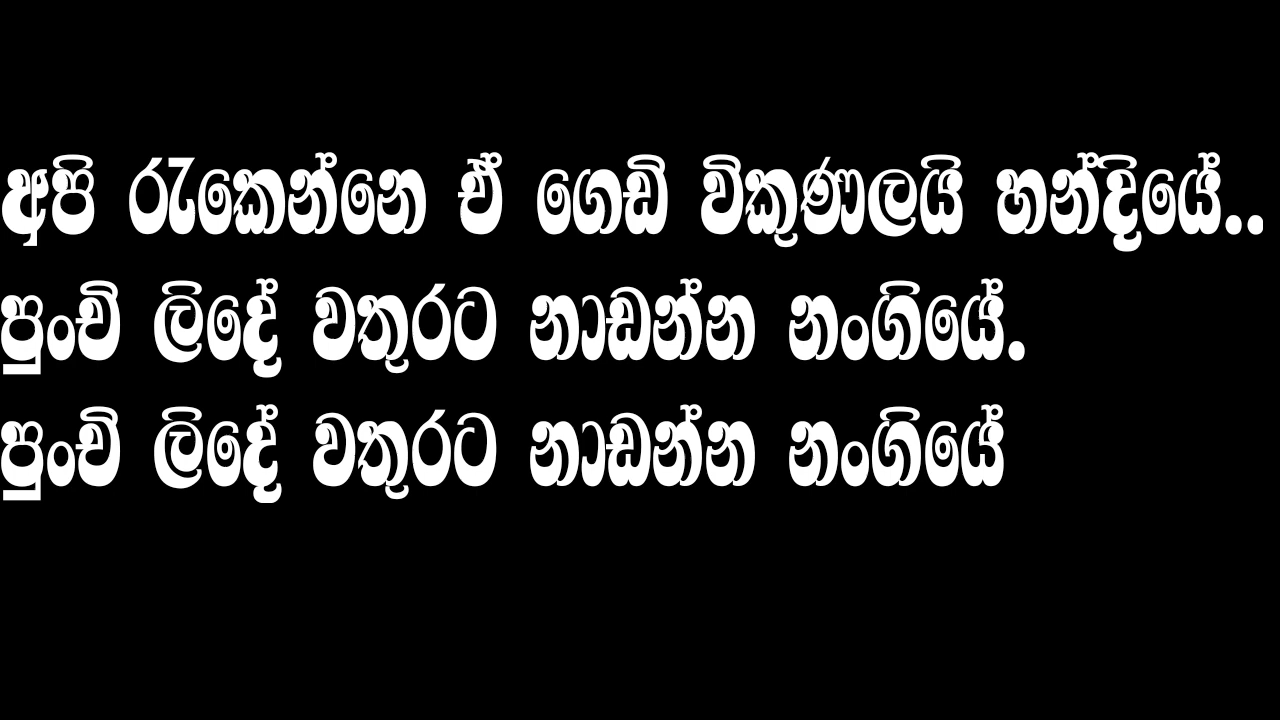 අපි රැකෙන්නෙ ඒ ගෙඩි විකුණලයි හන්දියේ..
පුංචි ලිඳේ වතුරට නාඩන්න නංගියේ.
පුංචි ලිඳේ වතුරට නාඩන්න නංගියේ